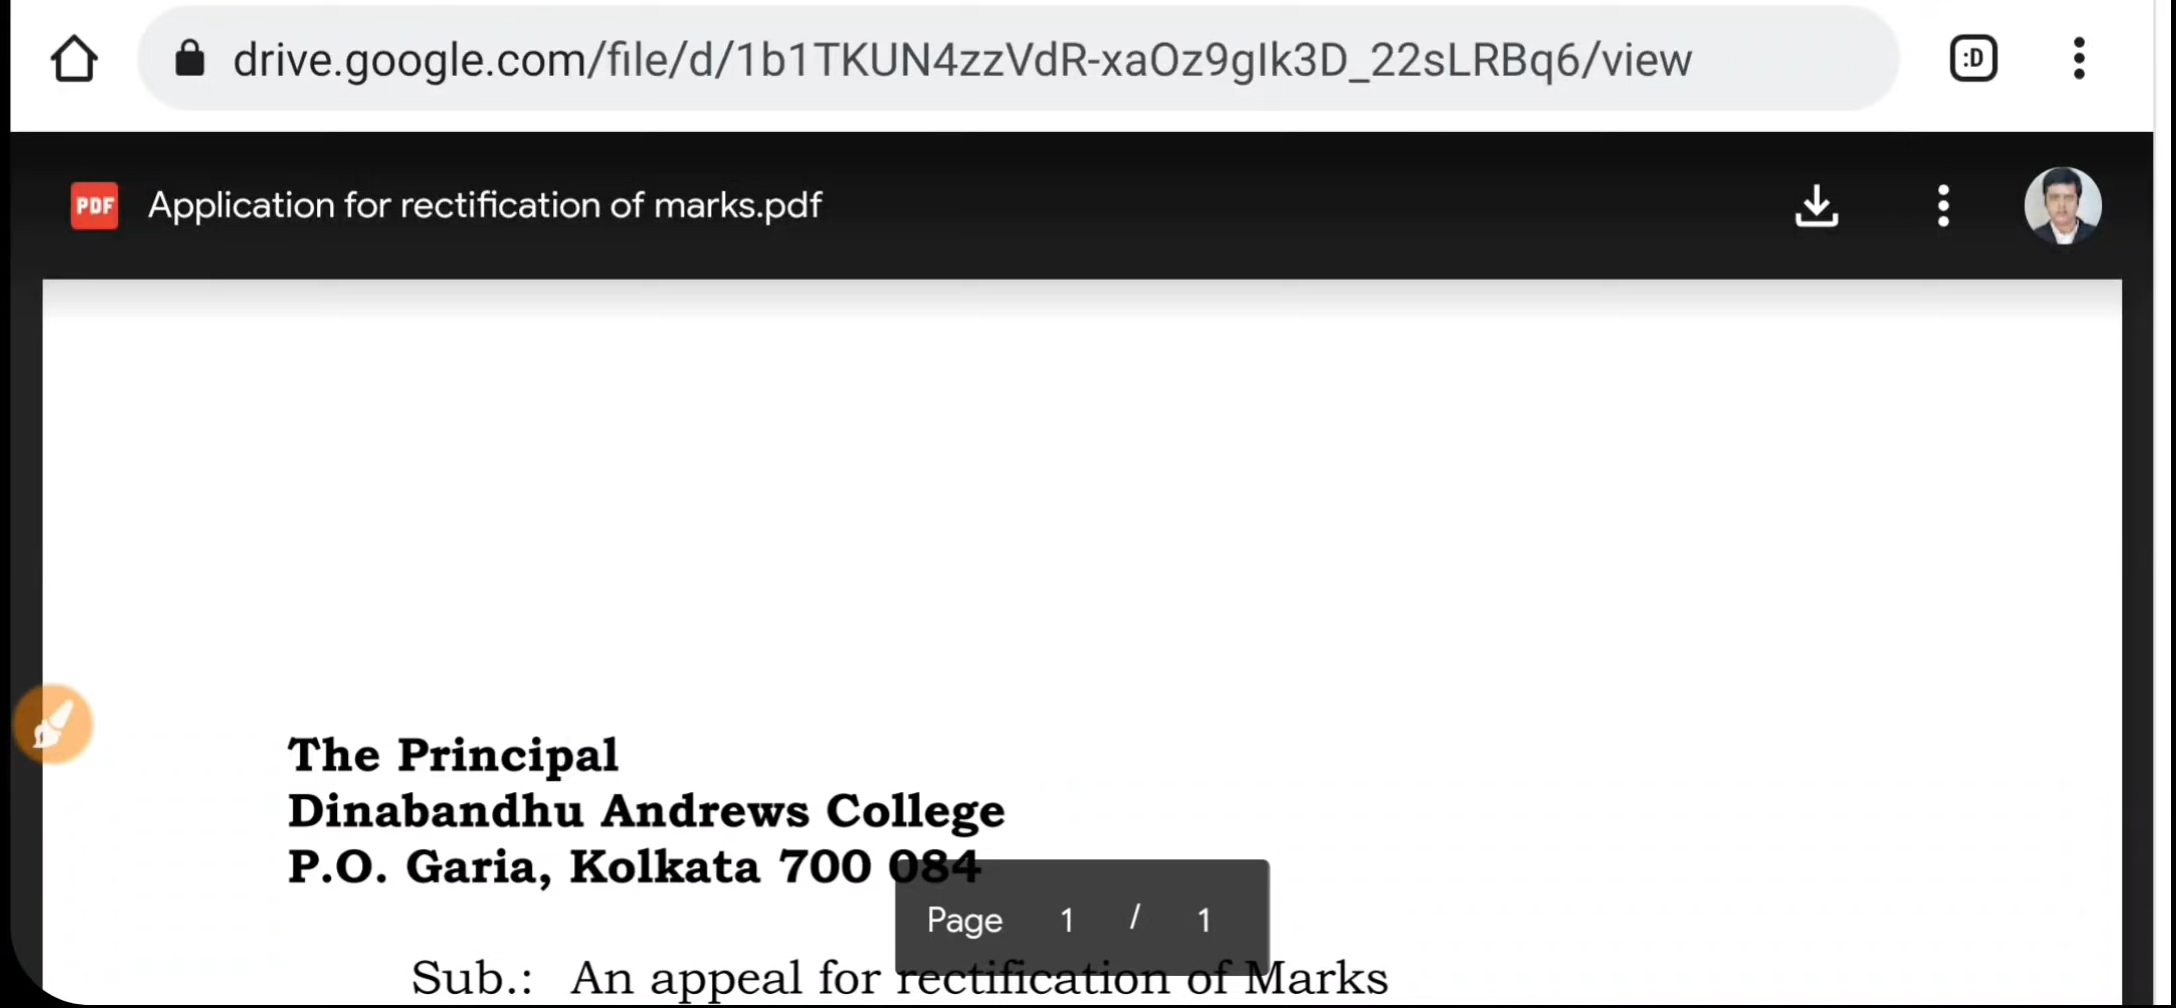 drive.google.com/file/d/1b1TKUN4zzVdR-xaOz9gIk3D_22sLRBq6/view
:D
PDF Application for rectification of marks.pdf
The Principal
Dinabandhu Andrews College
P.O. Garia, Kolkata 700 084
Page 1 / 1
Sub.: An appeal for rectification of Marks